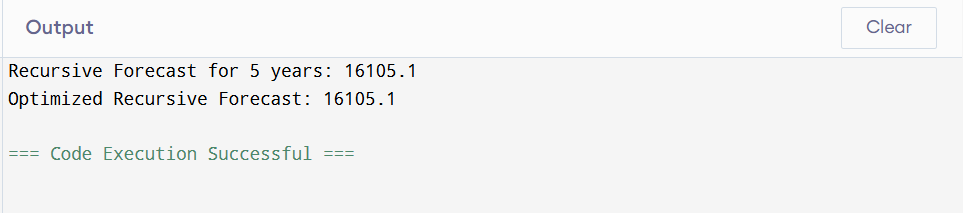 Output
Clear
Recursive Forecast for 5 years: 16105.1
Optimized Recursive Forecast: 16105.1
=== Code Execution Successful ===